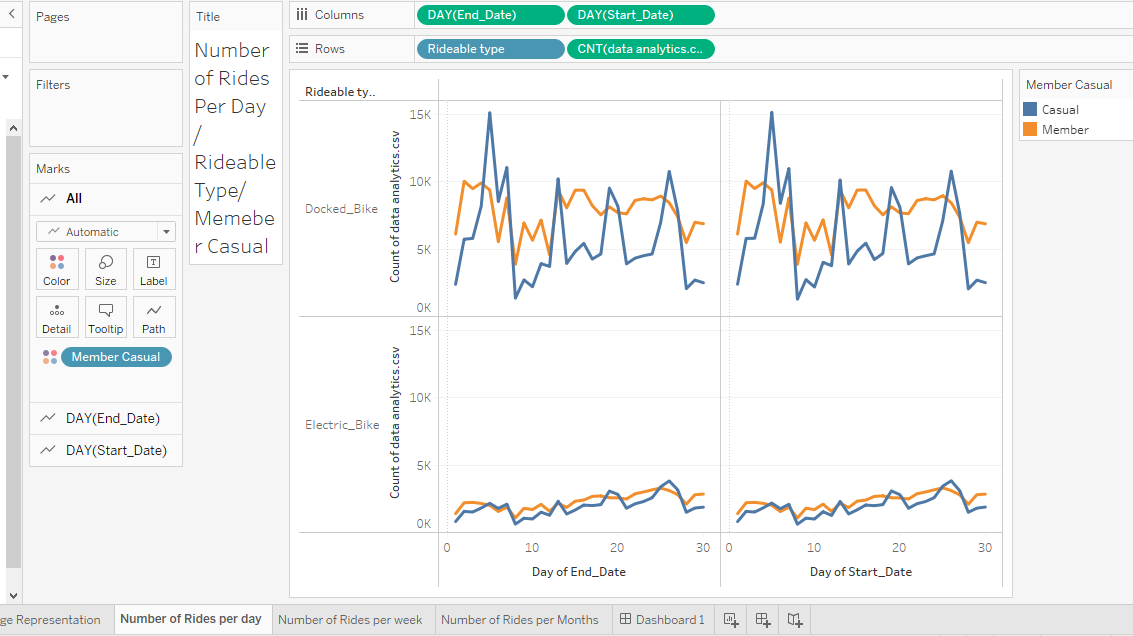 Pages
Filters
Marks
All
Automatic
Color
Size
Label
Detail
Tooltip
Path
Member Casual
DAY(End_Date)
DAY(Start_Date)
Title
Number
of Rides
Per Day
/
Rideable
Type/
Memebe
r Casual
Columns
DAY(End_Date)
DAY(Start_Date)
Rows
Rideable type
CNT(data analytics.c..
Rideable ty..
Docked_Bike
Count of data analytics.csv
15K
10K
5K
0K
Electric_Bike
Count of data analytics.csv
15K
10K
5K
0K
0
10
20
30
0
10
20
30
Day of End_Date
Day of Start_Date
Member Casual
Casual
Member
ge Representation
Number of Rides per day
Number of Rides per week
Number of Rides per Months
Dashboard 1